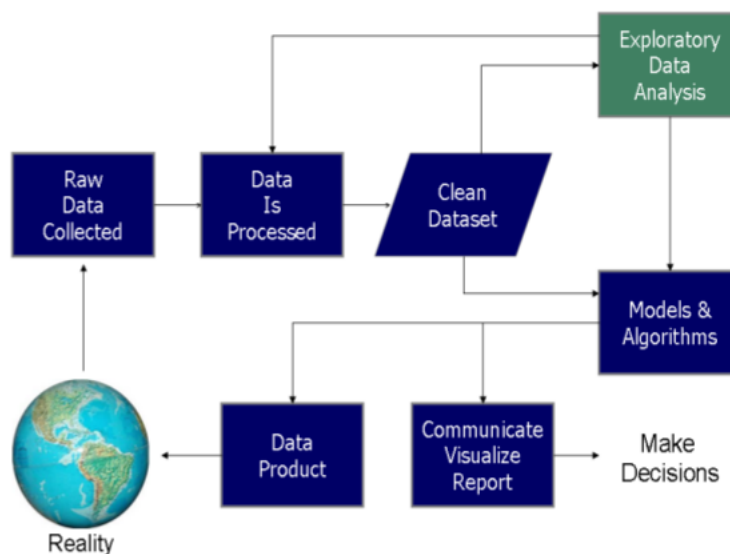 Exploratory
Data
Analysis
Raw
Data
Collected
Data
Is
Processed
Clean
Dataset
Models &
Algorithms
Data
Product
Communicate
Visualize
Report
Make
Decisions
Reality